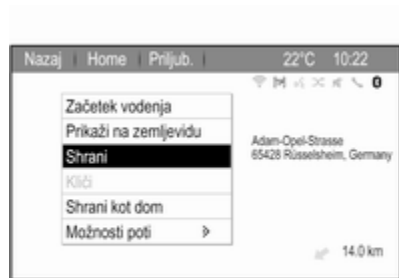 Nazaj Home Priljub. 22°C 10:22
Začetek vodenja
Prikaži na zemljevidu
Shrani
Kliči
Shrani kot dom
Možnosti poti
Adam-Opel-Strasse
65428 Rüsselsheim, Germany
14.0 km